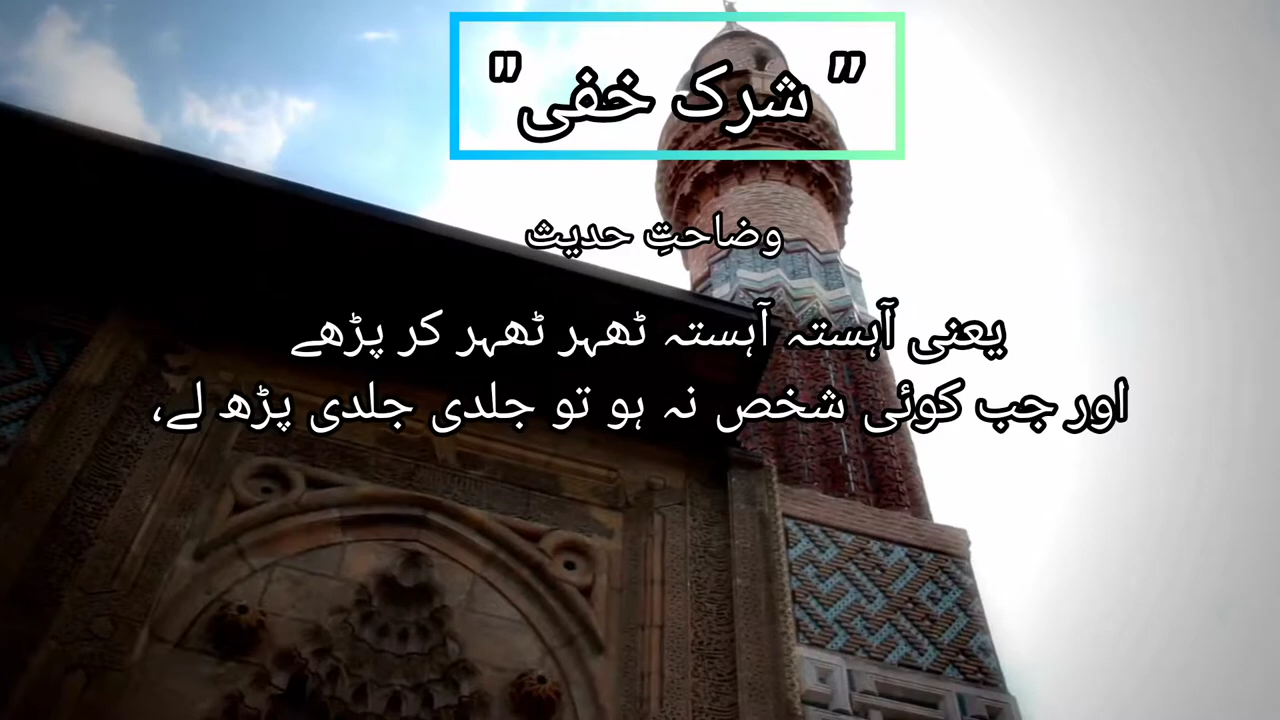 " شرک خفی"
وضاحتِ حدیث
یعنی آہستہ آہستہ ٹھہر ٹھہر کر پڑھے
اور جب کوئی شخص نہ ہو تو جلدی جلدی پڑھ لے،